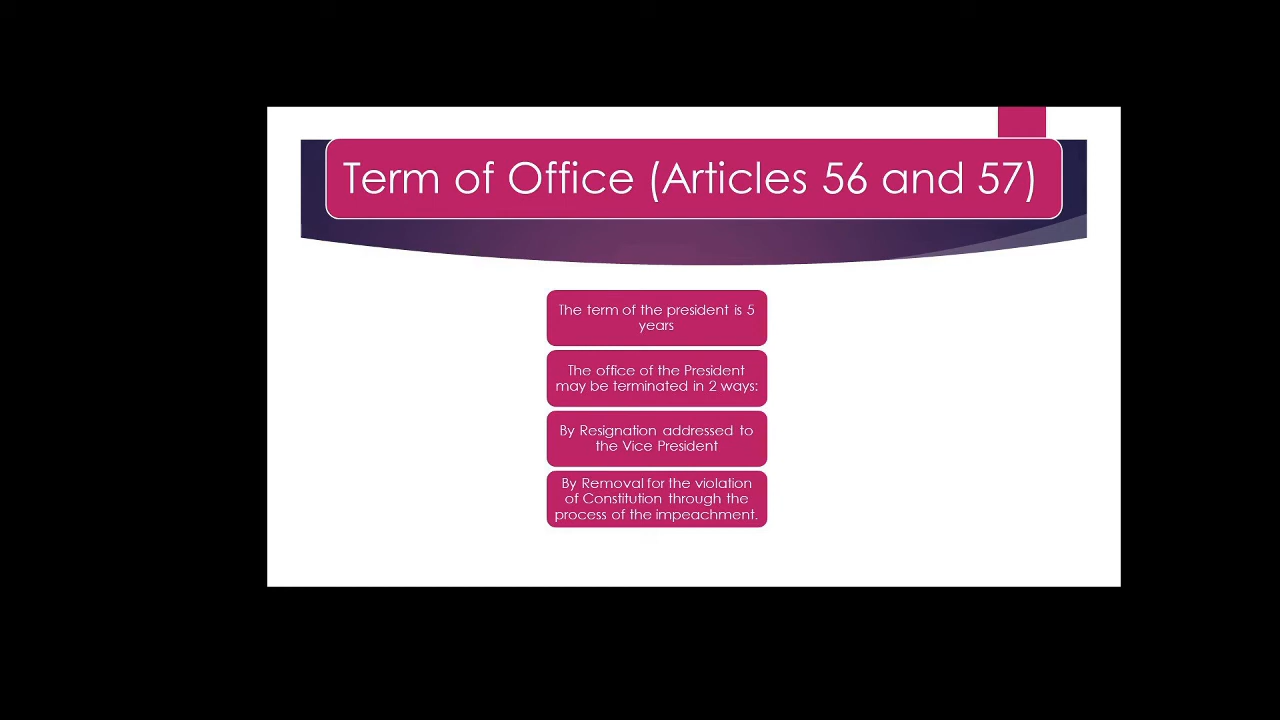 Term of Office (Articles 56 and 57)
The term of the president is 5
years
The office of the President
may be terminated in 2 ways:
By Resignation addressed to
the Vice President
By Removal for the violation
of Constitution through the
process of the impeachment.